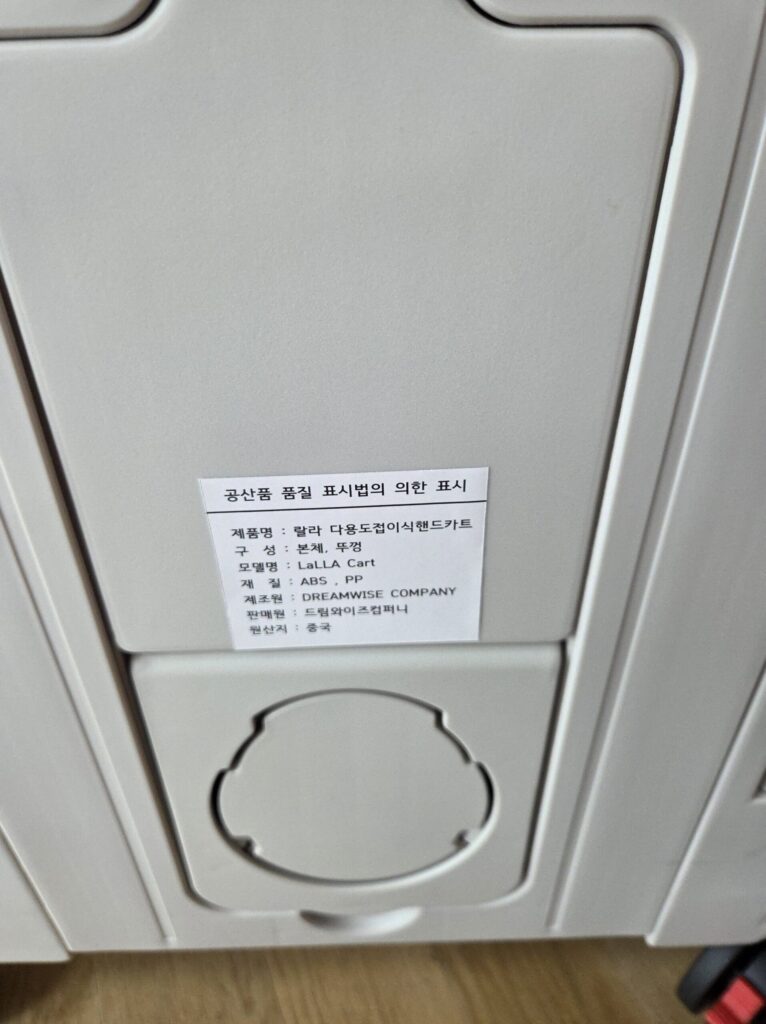 공산품 품질 표시법의 의한 표시
제품명 : 랄라 다용도접이식핸드카트
구 성 : 본체, 뚜껑
모델명 : LaLLA Cart
재 질 : ABS , PP
제조원 : DREAMWISE COMPANY
판매원 : 드림와이즈컴퍼니
원산지 : 중국